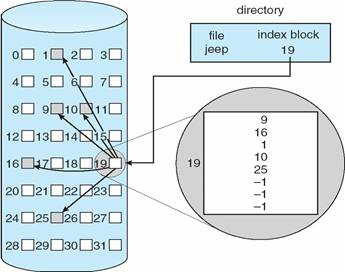 directory
file index block
jeep 19
0 1 2 3
4 5 6 7
8 9 10 11
12 13 14 15
16 17 18 19
20 21 22 23
24 25 26 27
28 29 30 31
19
9
16
1
10
25
-1
-1
-1